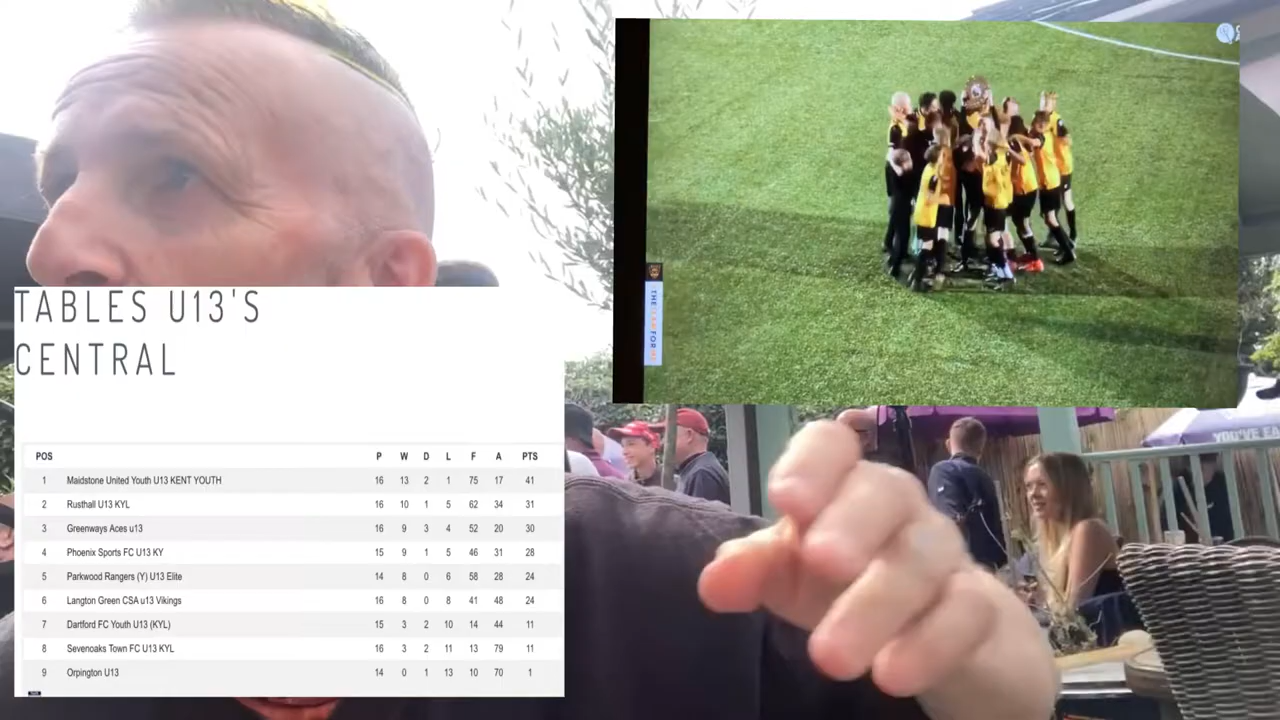 TABLES U13'S
CENTRAL
POS P W D L F A PTS
1 Maidstone United Youth U13 KENT YOUTH 16 13 2 1 75 17 41
2 Rusthall U13 KYL 16 10 1 5 62 34 31
3 Greenways Aces u13 16 9 3 4 52 20 30
4 Phoenix Sports FC U13 KY 15 9 1 5 46 31 28
5 Parkwood Rangers (Y) U13 Elite 14 8 0 6 58 28 24
6 Langton Green CSA u13 Vikings 16 8 0 8 41 48 24
7 Dartford FC Youth U13 (KYL) 15 3 2 10 14 44 11
8 Sevenoaks Town FC U13 KYL 16 3 2 11 13 79 11
9 Orpington U13 14 0 1 13 10 70 1
YOU'VE EA